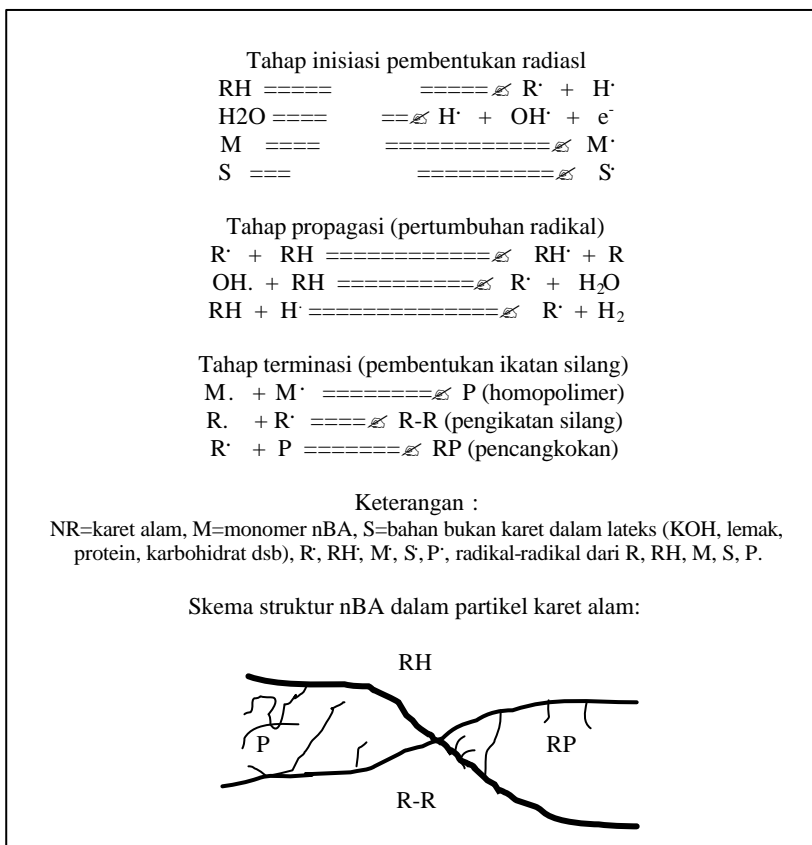 Tahap inisiasi pembentukan radiasl
RH ===== =====✍ R· + H·
H2O ==== ==✍ H· + OH· + e-
M ==== ============✍ M·
S === ==========✍ S·
Tahap propagasi (pertumbuhan radikal)
R· + RH ============✍ RH· + R
OH. + RH ==========✍ R· + H₂O
RH + H· ==============✍ R· + H₂
Tahap terminasi (pembentukan ikatan silang)
M. + M· ========✍ P (homopolimer)
R. + R· ====✍ R-R (pengikatan silang)
R· + P =======✍ RP (pencangkokan)
Keterangan :
NR=karet alam, M=monomer nBA, S=bahan bukan karet dalam lateks (KOH, lemak,
protein, karbohidrat dsb), R·, RH·, M·, S·, P·, radikal-radikal dari R, RH, M, S, P.
Skema struktur nBA dalam partikel karet alam:
RH
P
RP
R-R